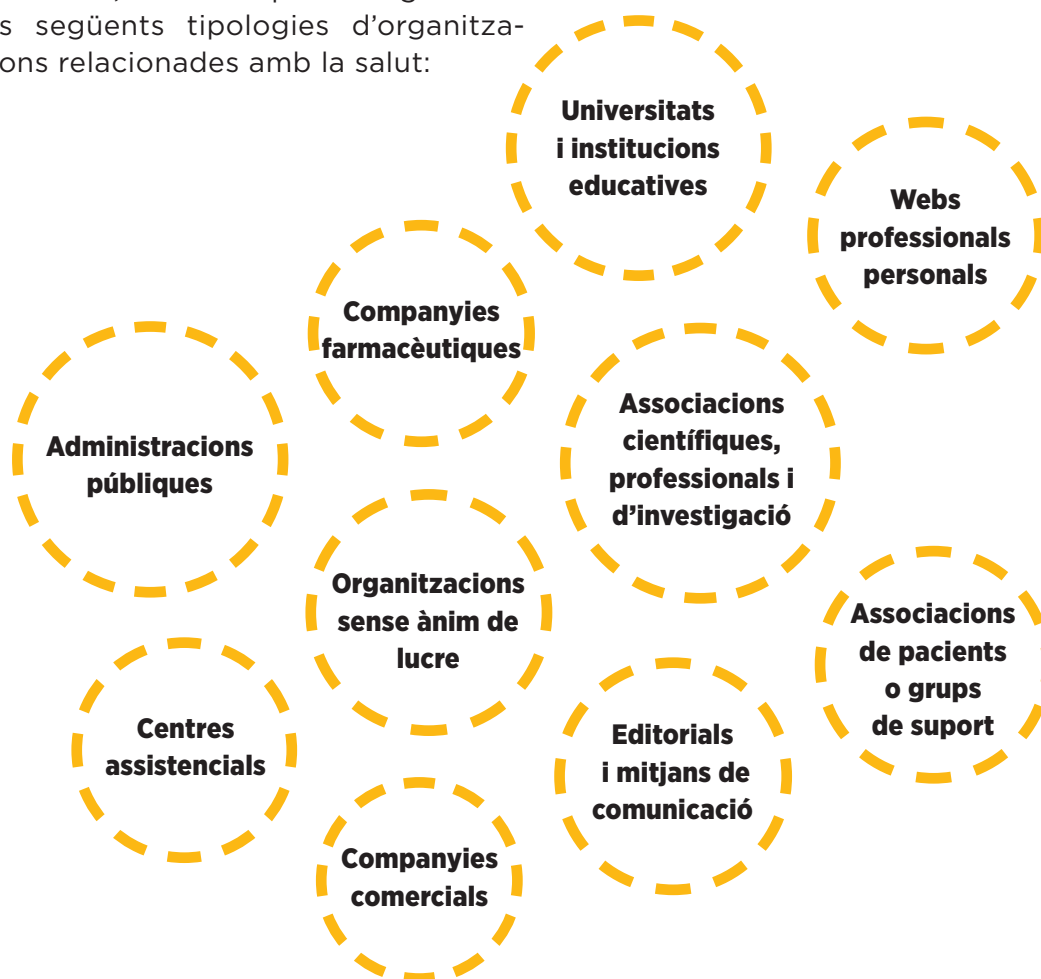 s següents tipologies d’organitza-
ons relacionades amb la salut:
Universitats
i institucions
educatives
Webs
professionals
personals
Companyies
farmacèutiques
Administracions
públiques
Associacions
científiques,
professionals i
d’investigació
Organitzacions
sense ànim de
lucre
Associacions
de pacients
o grups
de suport
Centres
assistencials
Editorials
i mitjans de
comunicació
Companyies
comercials